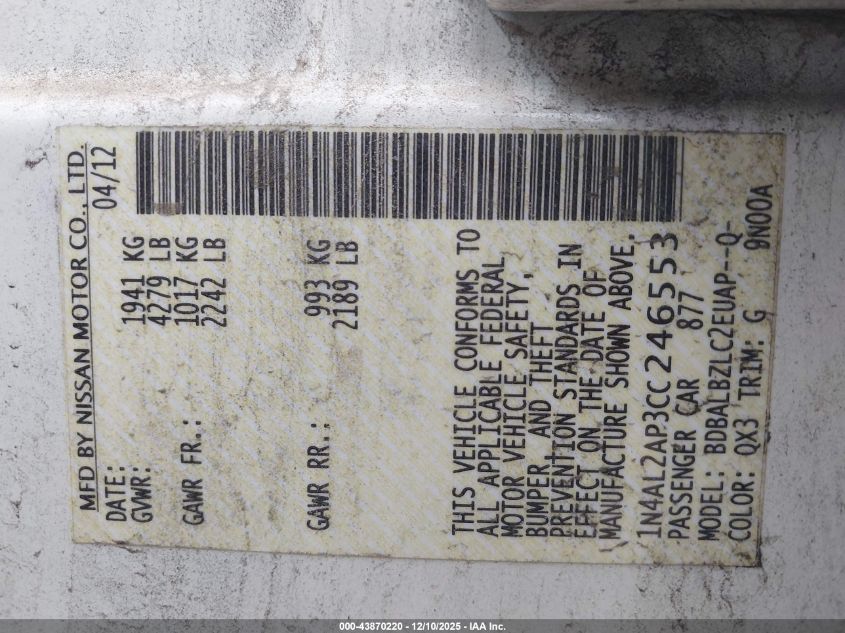 MFD BY NISSAN MOTOR CO., LTD.
DATE: 04/12
GVWR: 1941 KG
4279 LB
GAWR FR.: 1017 KG
2242 LB
GAWR RR.: 993 KG
2189 LB
THIS VEHICLE CONFORMS TO
ALL APPLICABLE FEDERAL
MOTOR VEHICLE SAFETY,
BUMPER, AND THEFT
PREVENTION STANDARDS IN
EFFECT ON THE DATE OF
MANUFACTURE SHOWN ABOVE.
1N4AL2AP3CC246553
PASSENGER CAR 877
MODEL: BDBALBZLC2EUAP--Q-
COLOR: QX3 TRIM: G 9N00A
000-43870220 - 12/10/2025 - IAA Inc.